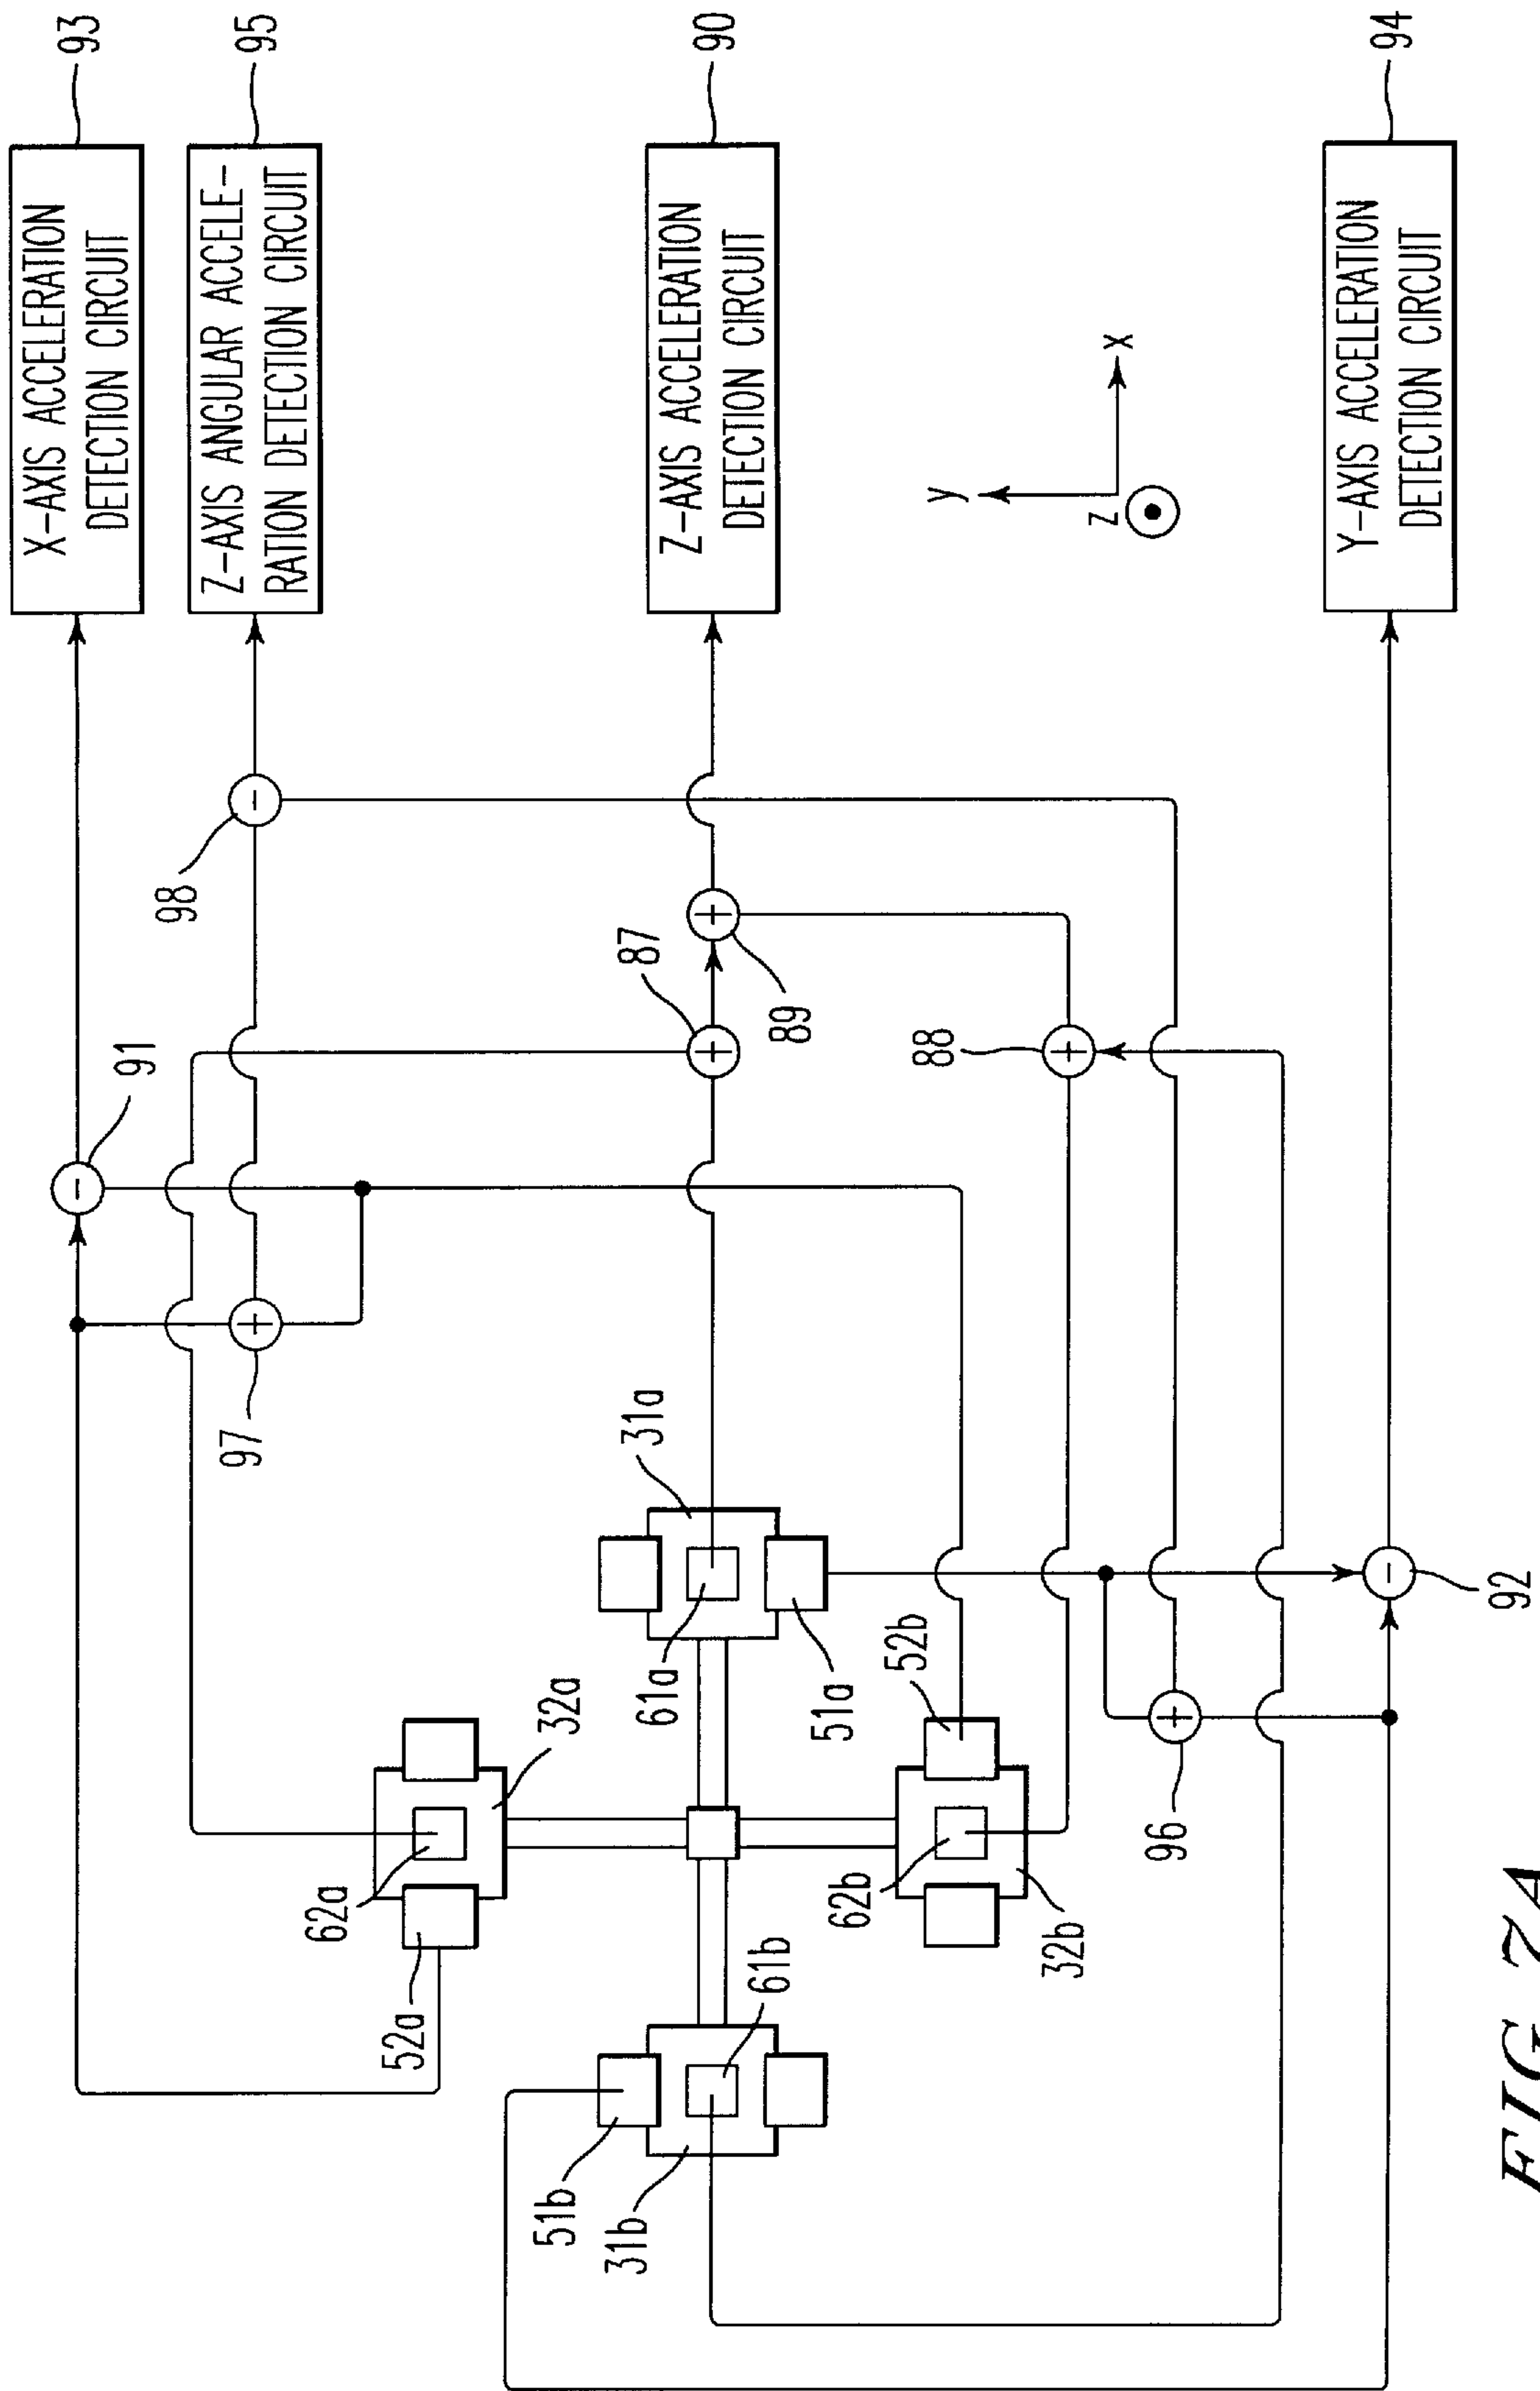 X-AXIS ACCELERATION
DETECTION CIRCUIT
93
Z-AXIS ANGULAR ACCELE-
RATION DETECTION CIRCUIT
95
98
91
97
87
89
88
Z-AXIS ACCELERATION
DETECTION CIRCUIT
90
y
x
z
31a
61a
51a
32a
62a
52a
52b
62b
32b
61b
51b
31b
96
92
Y-AXIS ACCELERATION
DETECTION CIRCUIT
94
FIG. 7A